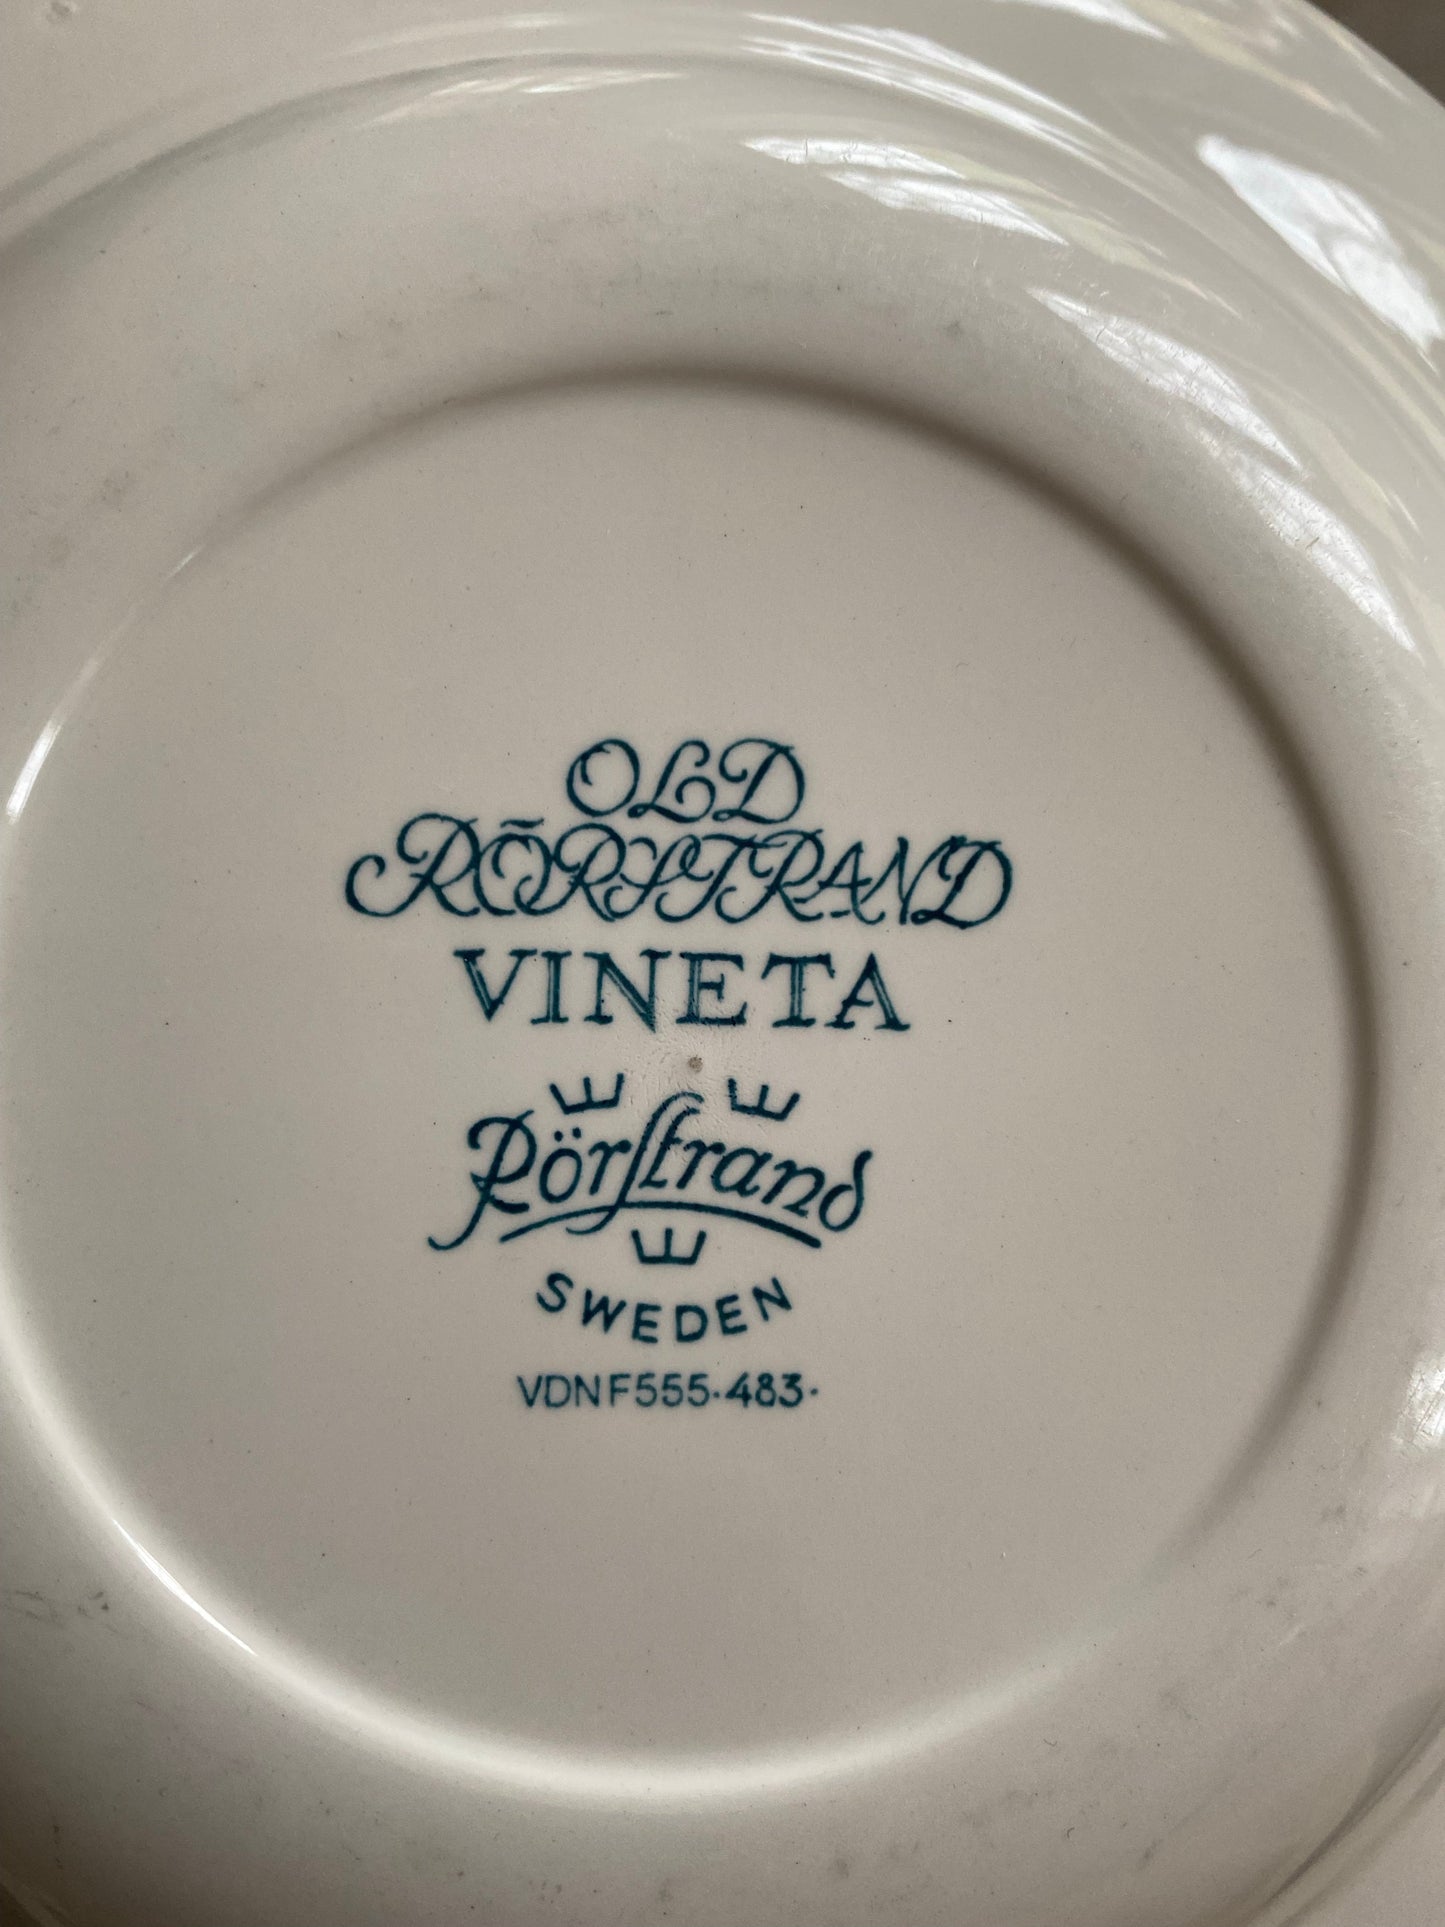 OLD
RÖRSTRAND
VINETA
Rörstrand
SWEDEN
VDNF555·483·